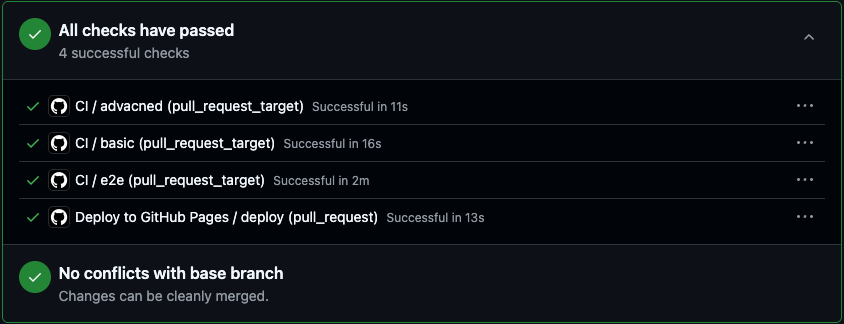 All checks have passed
4 successful checks
CI / advacned (pull_request_target) Successful in 11s
CI / basic (pull_request_target) Successful in 16s
CI / e2e (pull_request_target) Successful in 2m
Deploy to GitHub Pages / deploy (pull_request) Successful in 13s
No conflicts with base branch
Changes can be cleanly merged.